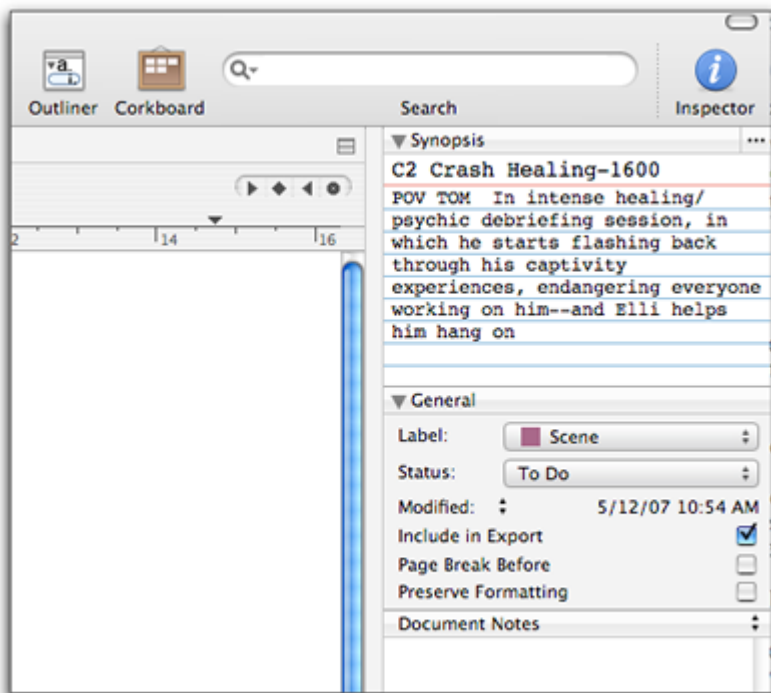 Outliner Corkboard Search Inspector
Synopsis
C2 Crash Healing-1600
POV TOM In intense healing/
psychic debriefing session, in
which he starts flashing back
through his captivity
experiences, endangering everyone
working on him--and Elli helps
him hang on
2 14 16
General
Label: Scene
Status: To Do
Modified: 5/12/07 10:54 AM
Include in Export
Page Break Before
Preserve Formatting
Document Notes